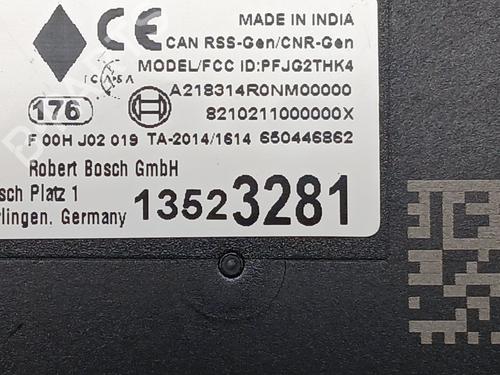 MADE IN INDIA
CE
CAN RSS-Gen/CNR-Gen
ICASA
MODEL/FCC ID:PFJG2THK4
A218314R0NM00000
176
8210211000000X
F 00H J02 019 TA-2014/1614 650446862
Robert Bosch GmbH
sch Platz 1
rlingen. Germany
13523281